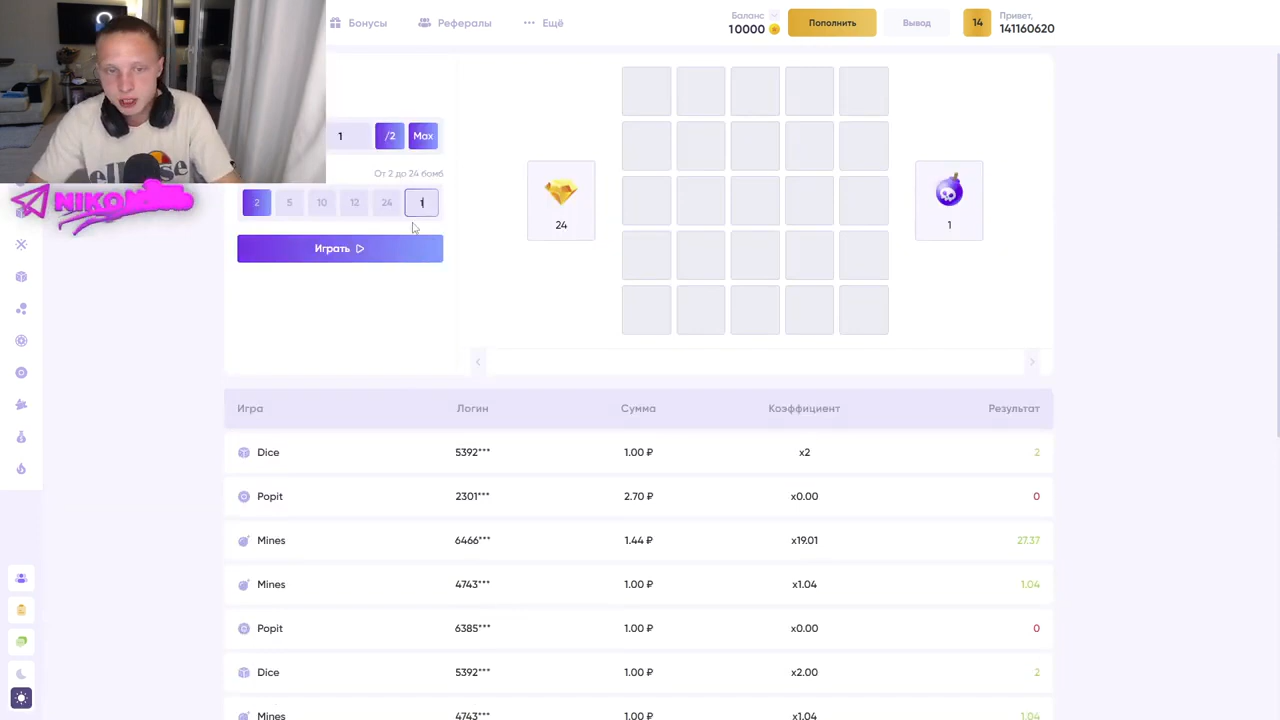 Бонусы
Рефералы
Ещё
Баланс
10000
Пополнить
Вывод
14
Привет,
141160620
1
/2
Max
От 2 до 24 бомб
2
5
10
12
24
1
Играть
24
1
NIKON
Игра
Логин
Сумма
Коэффициент
Результат
Dice
5392***
1.00 ₽
x2
2
Popit
2301***
2.70 ₽
x0.00
0
Mines
6466***
1.44 ₽
x19.01
27.37
Mines
4743***
1.00 ₽
x1.04
1.04
Popit
6385***
1.00 ₽
x0.00
0
Dice
5392***
1.00 ₽
x2.00
2
Mines
4743***
1.00 ₽
x1.04
1.04